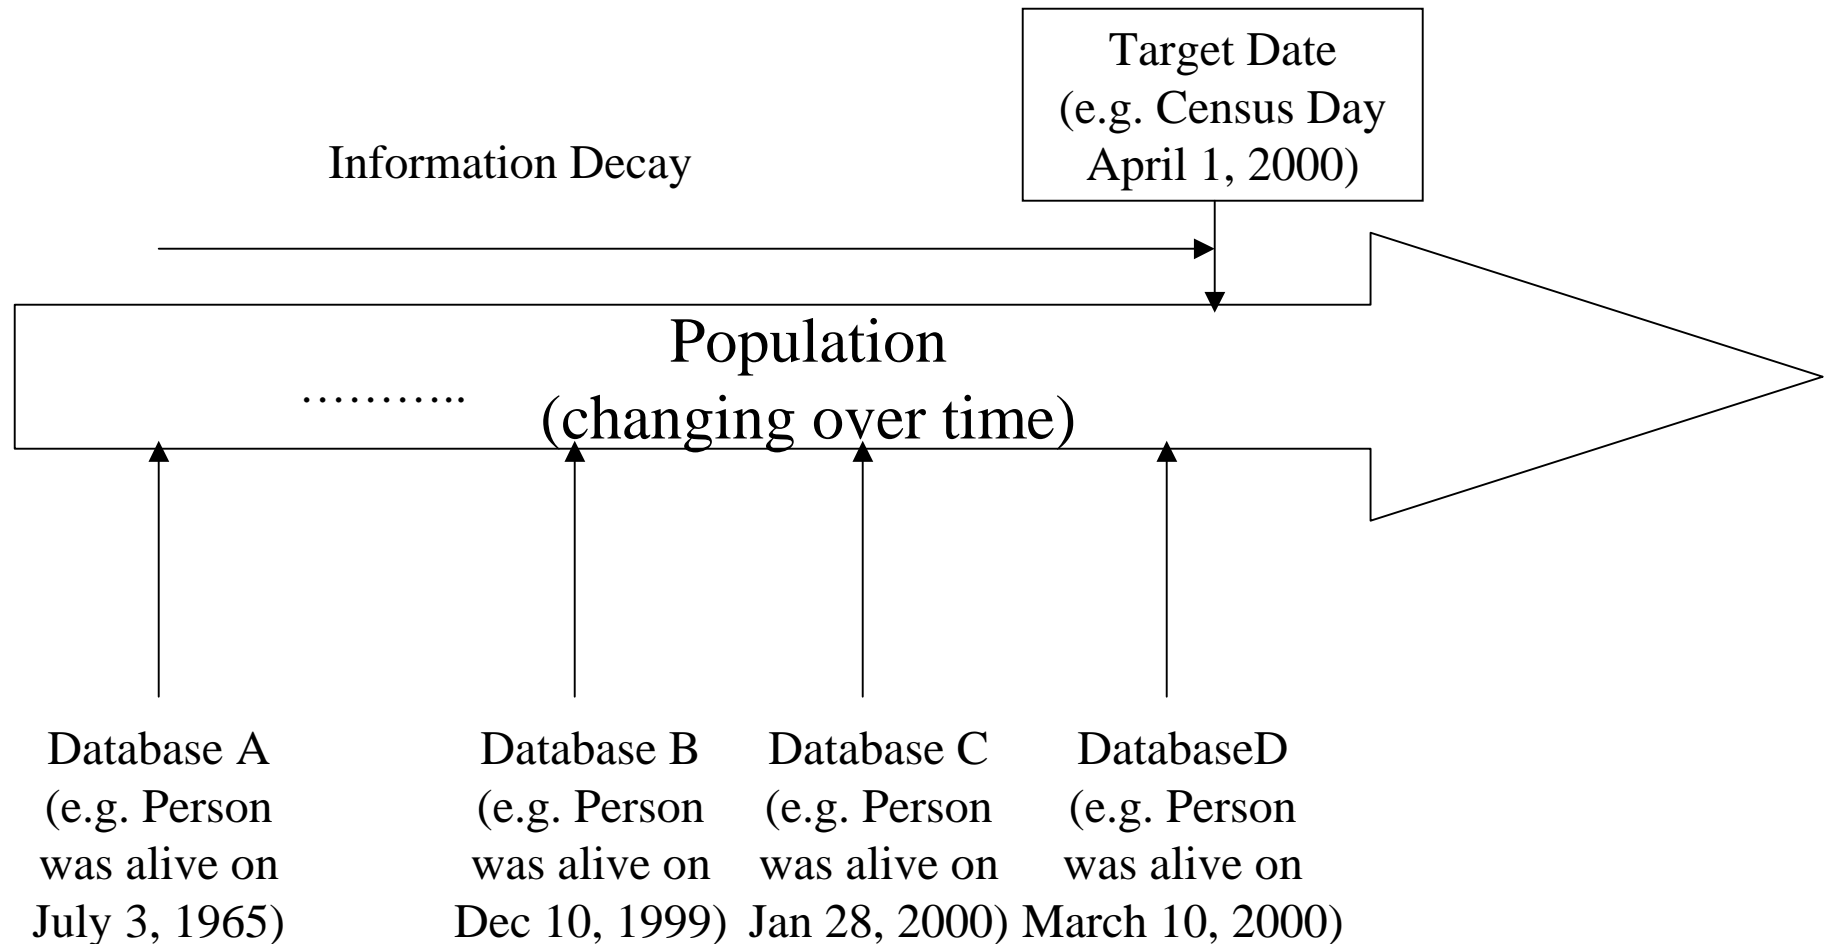 Target Date
(e.g. Census Day
April 1, 2000)
Information Decay
Population
………..
(changing over time)
Database A
(e.g. Person
was alive on
July 3, 1965)
Database B
(e.g. Person
was alive on
Dec 10, 1999)
Database C
(e.g. Person
was alive on
Jan 28, 2000)
DatabaseD
(e.g. Person
was alive on
March 10, 2000)